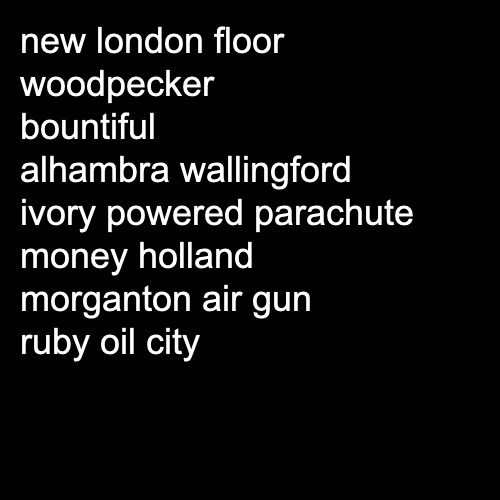 new london floor
woodpecker
bountiful
alhambra wallingford
ivory powered parachute
money holland
morganton air gun
ruby oil city